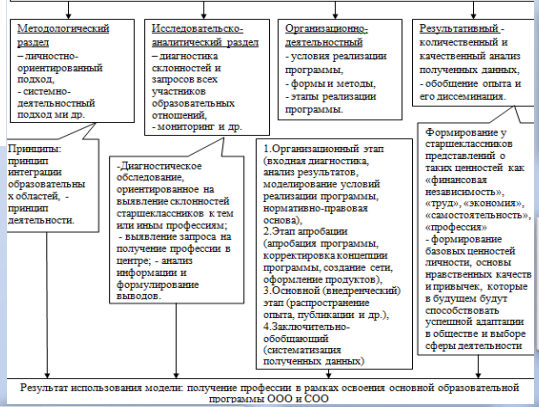 Методологический
раздел
– личностно-
ориентированный
подход,
- системно-
деятельностный
подход ми др.
Исследовательско-
аналитический раздел
– диагностика
склонностей и
запросов всех
участников
образовательных
отношений,
- мониторинг и др.
Организационно-
деятельностный
- условия реализации
программы,
- формы и методы,
- этапы реализации
программы.
Результативный -
количественный и
качественный анализ
полученных данных,
- обобщение опыта и
его диссеминация.
Принципы:
принцип
интеграции
образовательны
х областей, -
принцип
деятельности.
-Диагностическое
обследование,
ориентированное на
выявление склонностей
старшеклассников к тем
или иным профессиям;
- выявление запроса на
получение профессии в
центре; - анализ
информации и
формулирование
выводов.
1.Организационный этап
(входная диагностика,
анализ результатов,
моделирование условий
реализации программы,
нормативно-правовая
основа),
2.Этап апробации
(апробация программы,
корректировка концепции
программы, создание сети,
оформление продуктов),
3.Основной (внедренческий)
этап (распространение
опыта, публикации и др.),
4.Заключительно-
обобщающий
(систематизация
полученных данных)
Формирование у
старшеклассников
представлений о
таких ценностей как
«финансовая
независимость»,
«труд», «экономия»,
«самостоятельность»,
«профессия»
- формирование
базовых ценностей
личности, основы
нравственных качеств
и привычек, которые
в будущем будут
способствовать
успешной адаптации
в обществе и выборе
сферы деятельности
Результат использования модели: получение профессии в рамках освоения основной образовательной
программы ООО и СОО